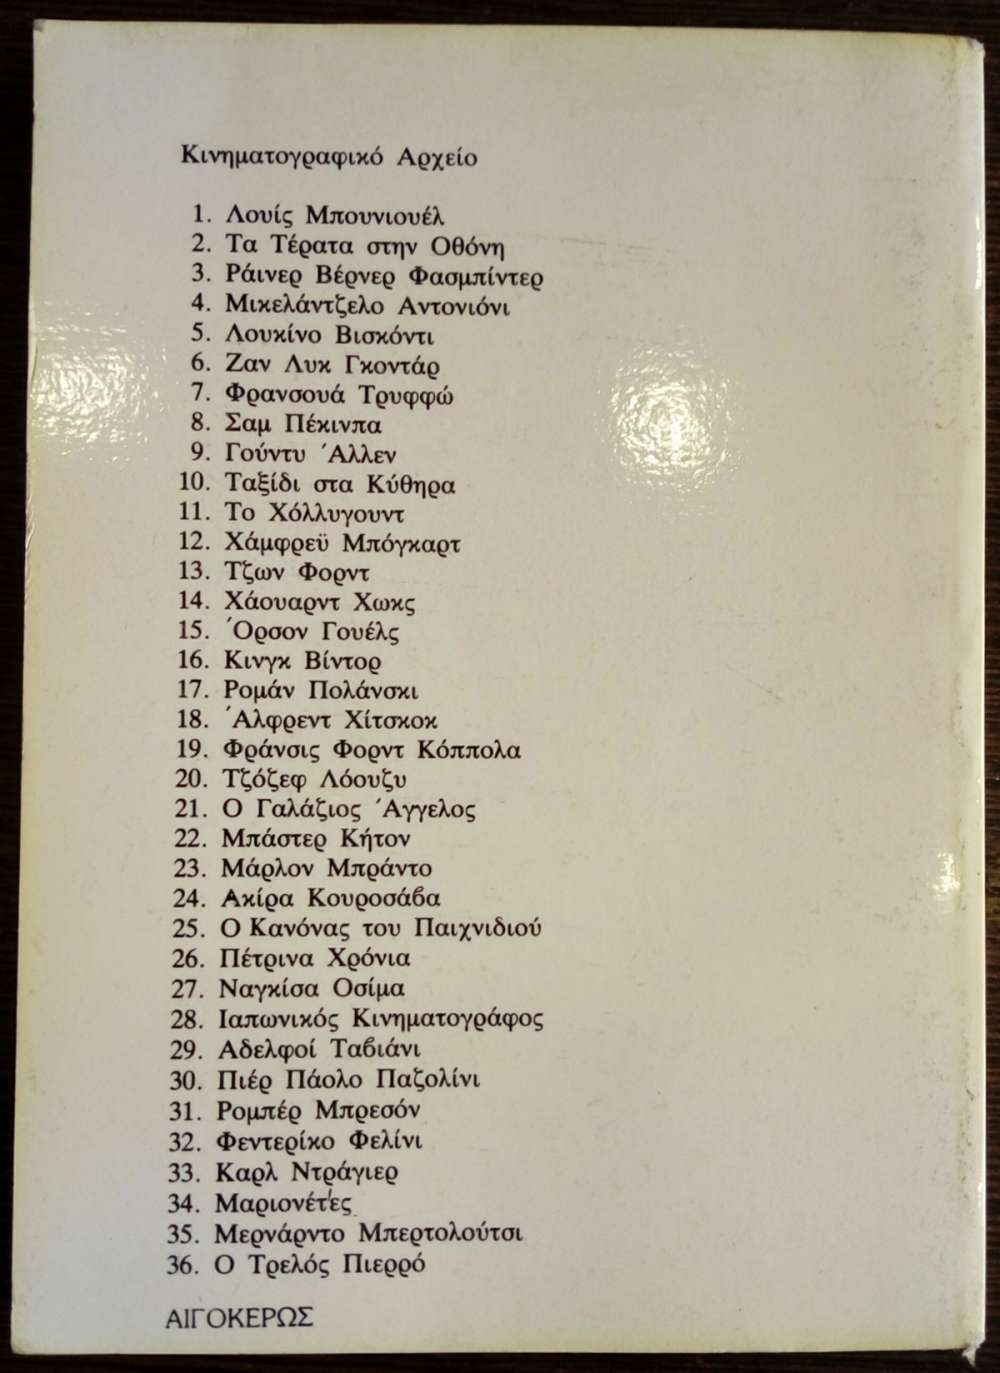 Κινηματογραφικό Αρχείο
1. Λουίς Μπουνιουέλ
2. Τα Τέρατα στην Οθόνη
3. Ράινερ Βέρνερ Φασμπίντερ
4. Μικελάντζελο Αντονιόνι
5. Λουκίνο Βισκόντι
6. Ζαν Λυκ Γκοντάρ
7. Φρανσουά Τρυφφώ
8. Σαμ Πέκινπα
9. Γούντυ Άλλεν
10. Ταξίδι στα Κύθηρα
11. Το Χόλλυγουντ
12. Χάμφρεϋ Μπόγκαρτ
13. Τζων Φορντ
14. Χάουαρντ Χωκς
15. Όρσον Γουέλς
16. Κινγκ Βίντορ
17. Ρομάν Πολάνσκι
18. Άλφρεντ Χίτσκοκ
19. Φράνσις Φορντ Κόππολα
20. Τζόζεφ Λόουζυ
21. Ο Γαλάζιος Άγγελος
22. Μπάστερ Κήτον
23. Μάρλον Μπράντο
24. Ακίρα Κουροσάβα
25. Ο Κανόνας του Παιχνιδιού
26. Πέτρινα Χρόνια
27. Ναγκίσα Οσίμα
28. Ιαπωνικός Κινηματογράφος
29. Αδελφοί Ταβιάνι
30. Πιέρ Πάολο Παζολίνι
31. Ρομπέρ Μπρεσόν
32. Φεντερίκο Φελίνι
33. Καρλ Ντράγιερ
34. Μαριονέτες
35. Μερνάρντο Μπερτολούτσι
36. Ο Τρελός Πιερρό
ΑΙΓΟΚΕΡΩΣ